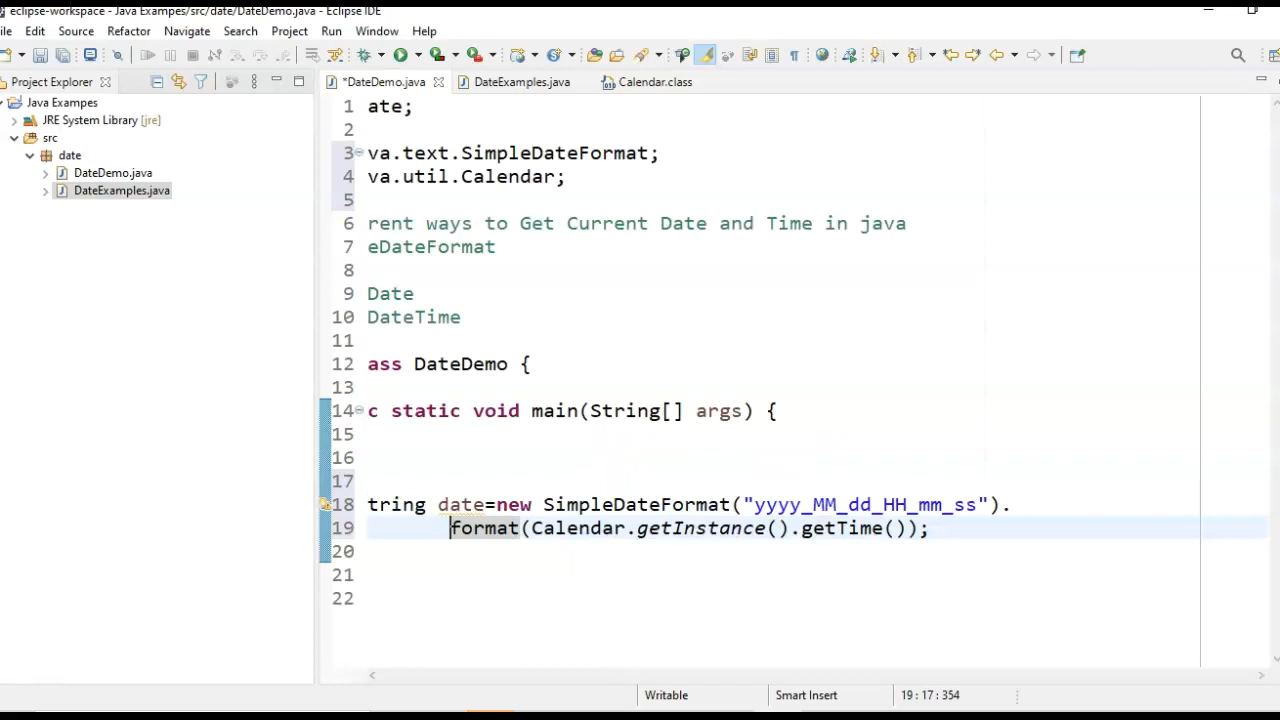 eclipse-workspace - Java Exampes/src/date/DateDemo.java - Eclipse IDE
ile Edit Source Refactor Navigate Search Project Run Window Help
Project Explorer
*DateDemo.java DateExamples.java Calendar.class
Java Exampes
JRE System Library [jre]
src
date
DateDemo.java
DateExamples.java
1 ate;
2
3 va.text.SimpleDateFormat;
4 va.util.Calendar;
5
6 rent ways to Get Current Date and Time in java
7 eDateFormat
8
9 Date
10 DateTime
11
12 ass DateDemo {
13
14 c static void main(String[] args) {
15
16
17
18 tring date=new SimpleDateFormat("yyyy_MM_dd_HH_mm_ss").
19 format(Calendar.getInstance().getTime());
20
21
22
Writable Smart Insert 19 : 17 : 354